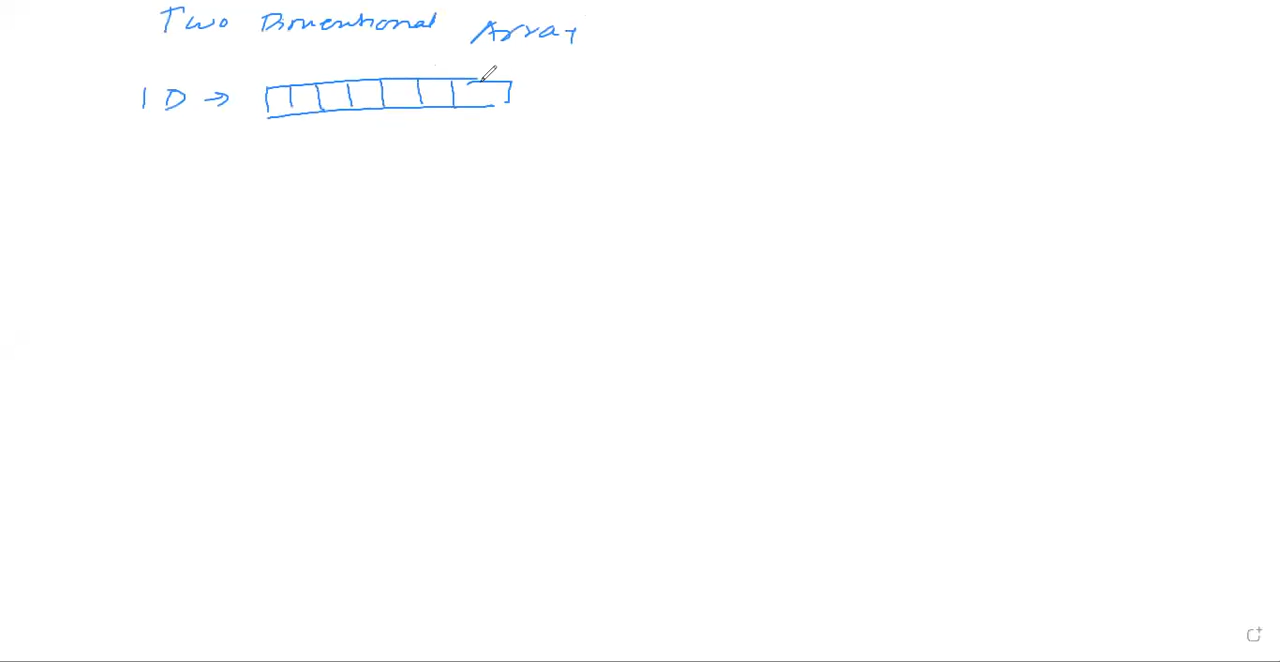 Two Dimentional Array
1D →